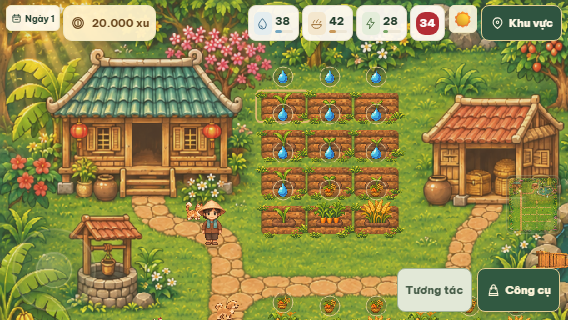 Ngày 1
20.000 xu
38
42
28
34
Khu vực
Tương tác
Công cụ